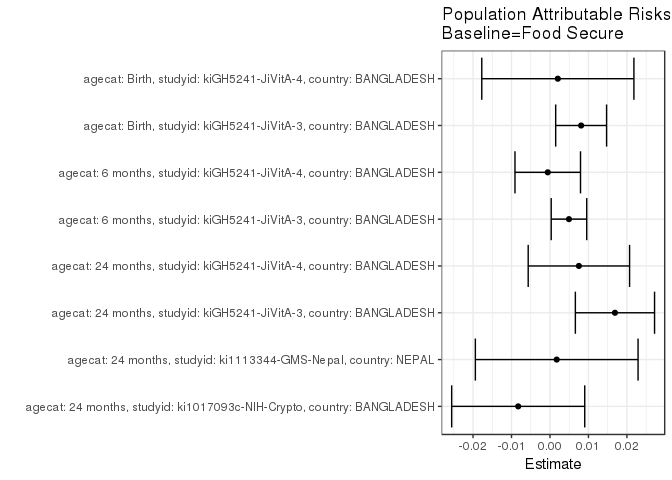 Population Attributable Risks
Baseline=Food Secure
agecat: Birth, studyid: kiGH5241-JiVitA-4, country: BANGLADESH
agecat: Birth, studyid: kiGH5241-JiVitA-3, country: BANGLADESH
agecat: 6 months, studyid: kiGH5241-JiVitA-4, country: BANGLADESH
agecat: 6 months, studyid: kiGH5241-JiVitA-3, country: BANGLADESH
agecat: 24 months, studyid: kiGH5241-JiVitA-4, country: BANGLADESH
agecat: 24 months, studyid: kiGH5241-JiVitA-3, country: BANGLADESH
agecat: 24 months, studyid: ki1113344-GMS-Nepal, country: NEPAL
agecat: 24 months, studyid: ki1017093c-NIH-Crypto, country: BANGLADESH
-0.02 -0.01 0.00 0.01 0.02
Estimate